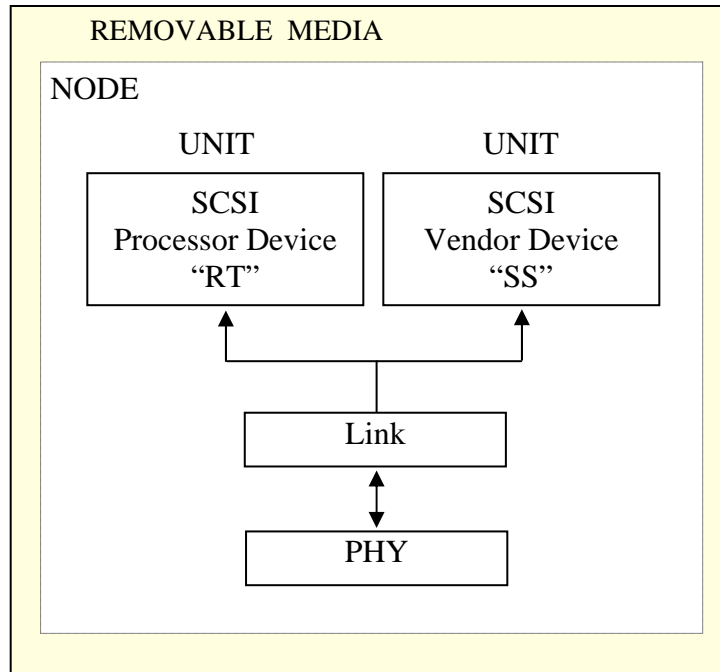 REMOVABLE MEDIA
NODE
UNIT
SCSI
Processor Device
“RT”
UNIT
SCSI
Vendor Device
“SS”
Link
PHY